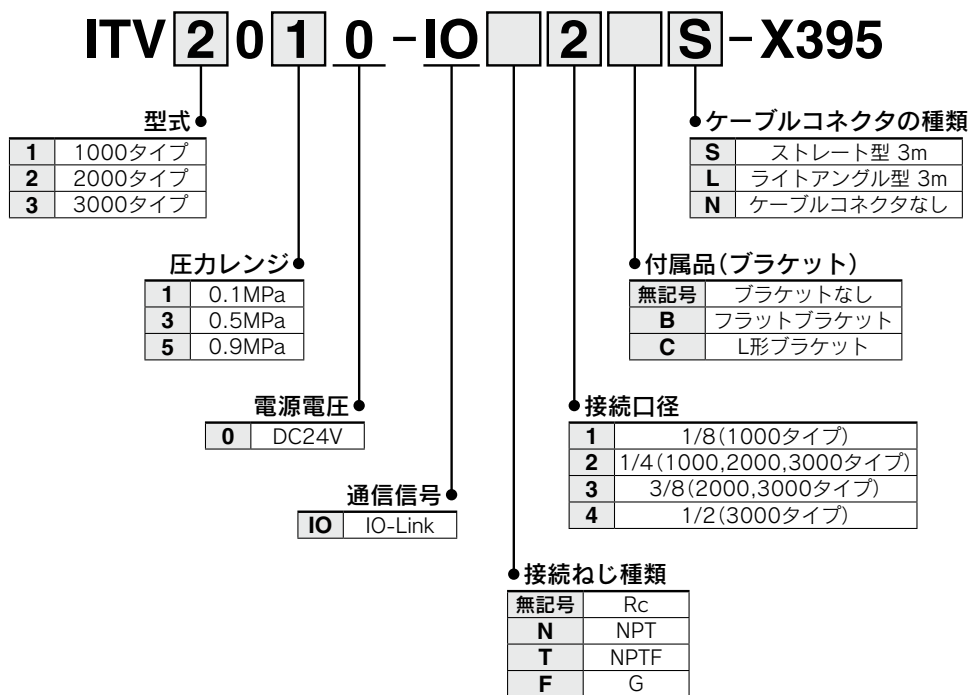 ITV 2 0 1 0 - IO 2 S - X395
型式
1 1000タイプ
2 2000タイプ
3 3000タイプ
ケーブルコネクタの種類
S ストレート型 3m
L ライトアングル型 3m
N ケーブルコネクタなし
圧力レンジ
1 0.1MPa
3 0.5MPa
5 0.9MPa
付属品(ブラケット)
無記号 ブラケットなし
B フラットブラケット
C L形ブラケット
電源電圧
0 DC24V
接続口径
1 1/8(1000タイプ)
2 1/4(1000,2000,3000タイプ)
3 3/8(2000,3000タイプ)
4 1/2(3000タイプ)
通信信号
IO IO-Link
接続ねじ種類
無記号 Rc
N NPT
T NPTF
F G